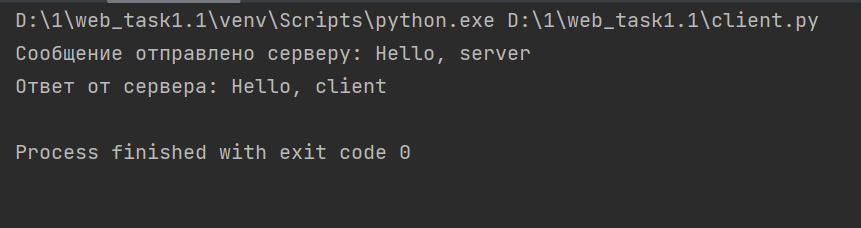 D:\1\web_task1.1\venv\Scripts\python.exe D:\1\web_task1.1\client.py
Сообщение отправлено серверу: Hello, server
Ответ от сервера: Hello, client
Process finished with exit code 0